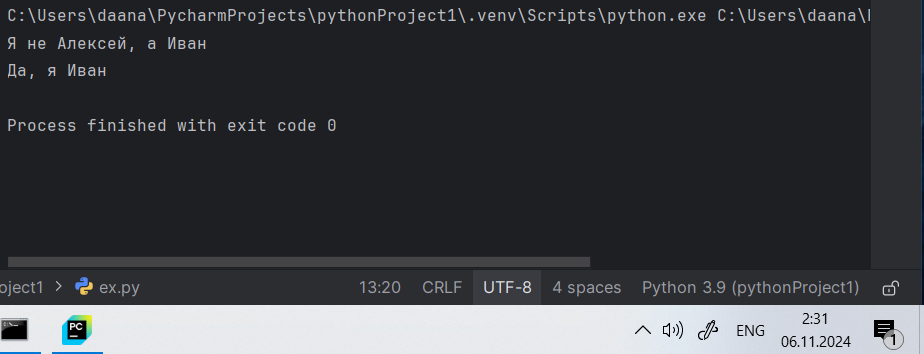 C:\Users\daana\PycharmProjects\pythonProject1\.venv\Scripts\python.exe C:\Users\daana\
Я не Алексей, а Иван
Да, я Иван
Process finished with exit code 0
oject1 > ex.py 13:20 CRLF UTF-8 4 spaces Python 3.9 (pythonProject1)
PC ENG 2:31
06.11.2024 1